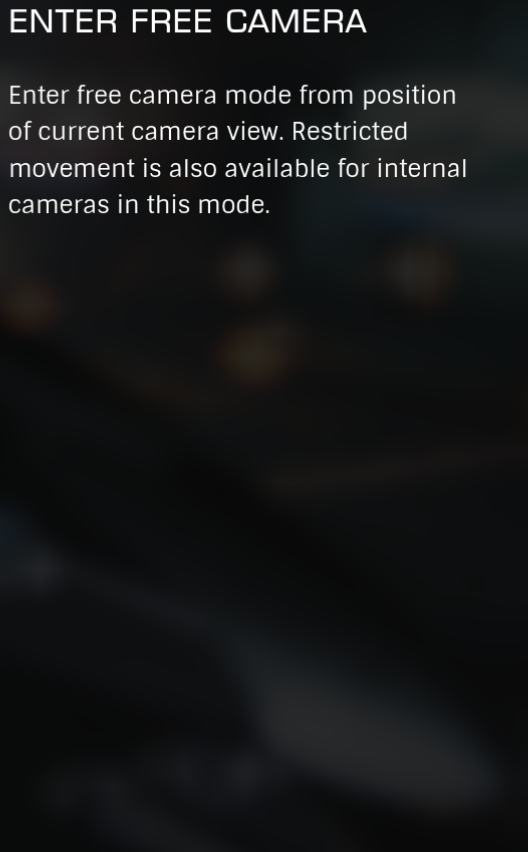 ENTER FREE CAMERA
Enter free camera mode from position
of current camera view. Restricted
movement is also available for internal
cameras in this mode.